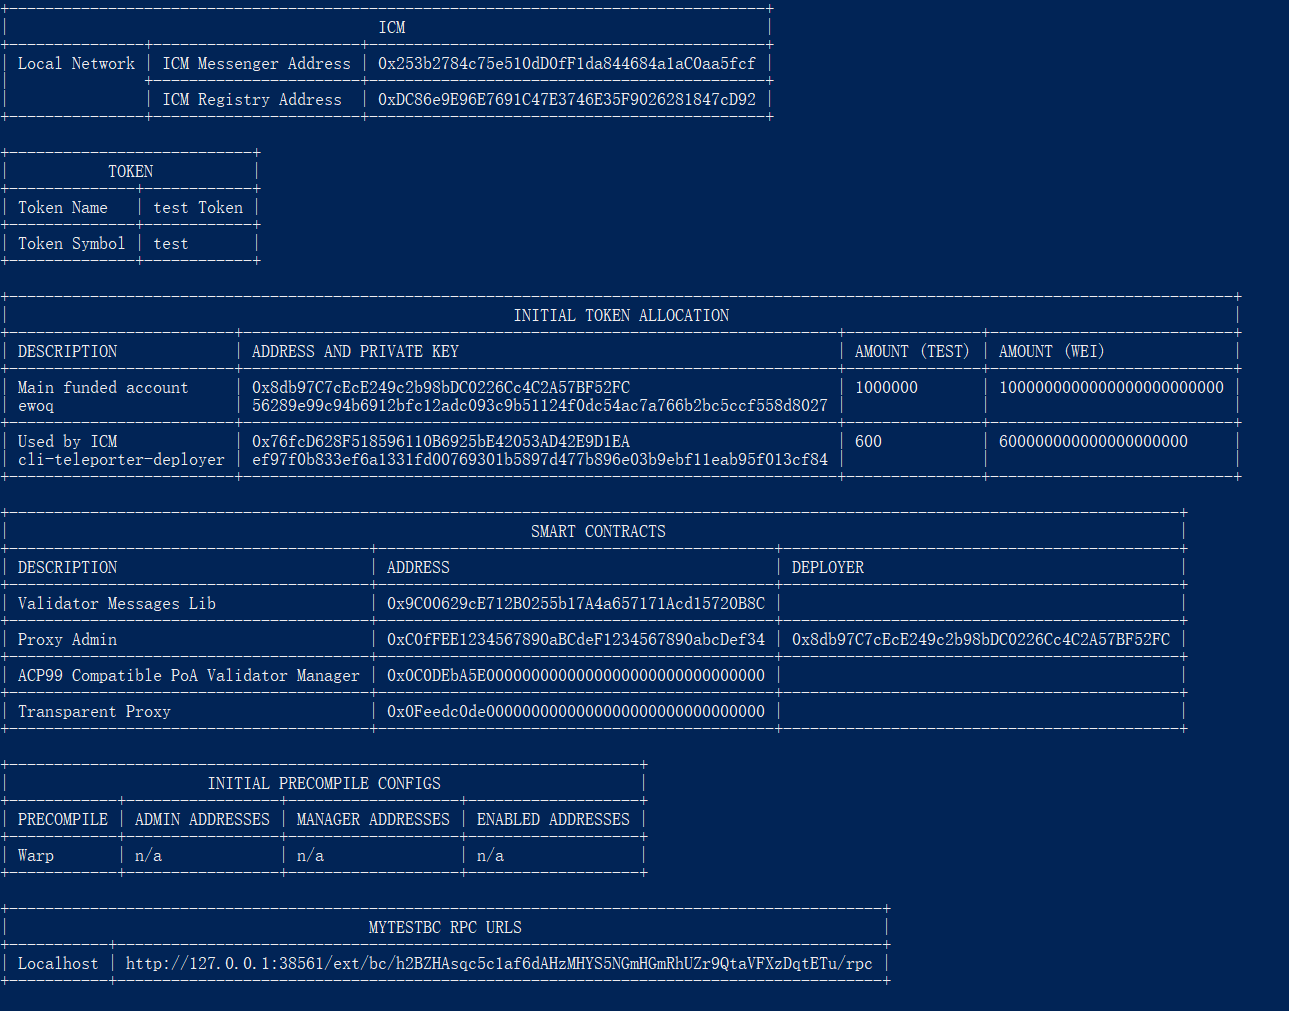 ICM
Local Network | ICM Messenger Address | 0x253b2784c75e510dD0fF1da844684a1aC0aa5fcf
ICM Registry Address | 0xDC86e9E96E7691C47E3746E35F9026281847cD92
TOKEN
Token Name | test Token
Token Symbol | test
INITIAL TOKEN ALLOCATION
DESCRIPTION | ADDRESS AND PRIVATE KEY | AMOUNT (TEST) | AMOUNT (WEI)
Main funded account | 0x8db97C7cEcE249c2b98bDC0226Cc4C2A57BF52FC | 1000000 | 1000000000000000000000000
ewoq | 56289e99c94b6912bfc12adc093c9b51124f0dc54ac7a766b2bc5ccf558d8027
Used by ICM | 0x76fcD628F518596110B6925bE42053AD42E9D1EA | 600 | 600000000000000000000
cli-teleporter-deployer | ef97f0b833ef6a1331fd00769301b5897d477b896e03b9ebf11eab95f013cf84
SMART CONTRACTS
DESCRIPTION | ADDRESS | DEPLOYER
Validator Messages Lib | 0x9C00629cE712B0255b17A4a657171Acd15720B8C
Proxy Admin | 0xC0fFEE1234567890aBCdeF1234567890abcDef34 | 0x8db97C7cEcE249c2b98bDC0226Cc4C2A57BF52FC
ACP99 Compatible PoA Validator Manager | 0x0C0DEbA5E0000000000000000000000000000000
Transparent Proxy | 0x0Feedc0de0000000000000000000000000000000
INITIAL PRECOMPILE CONFIGS
PRECOMPILE | ADMIN ADDRESSES | MANAGER ADDRESSES | ENABLED ADDRESSES
Warp | n/a | n/a | n/a
MYTESTBC RPC URLS
Localhost | http://127.0.0.1:38561/ext/bc/h2BZHAsqc5c1af6dAHzMHYS5NGmHGmRhUZr9QtaVFXzDqtETu/rpc